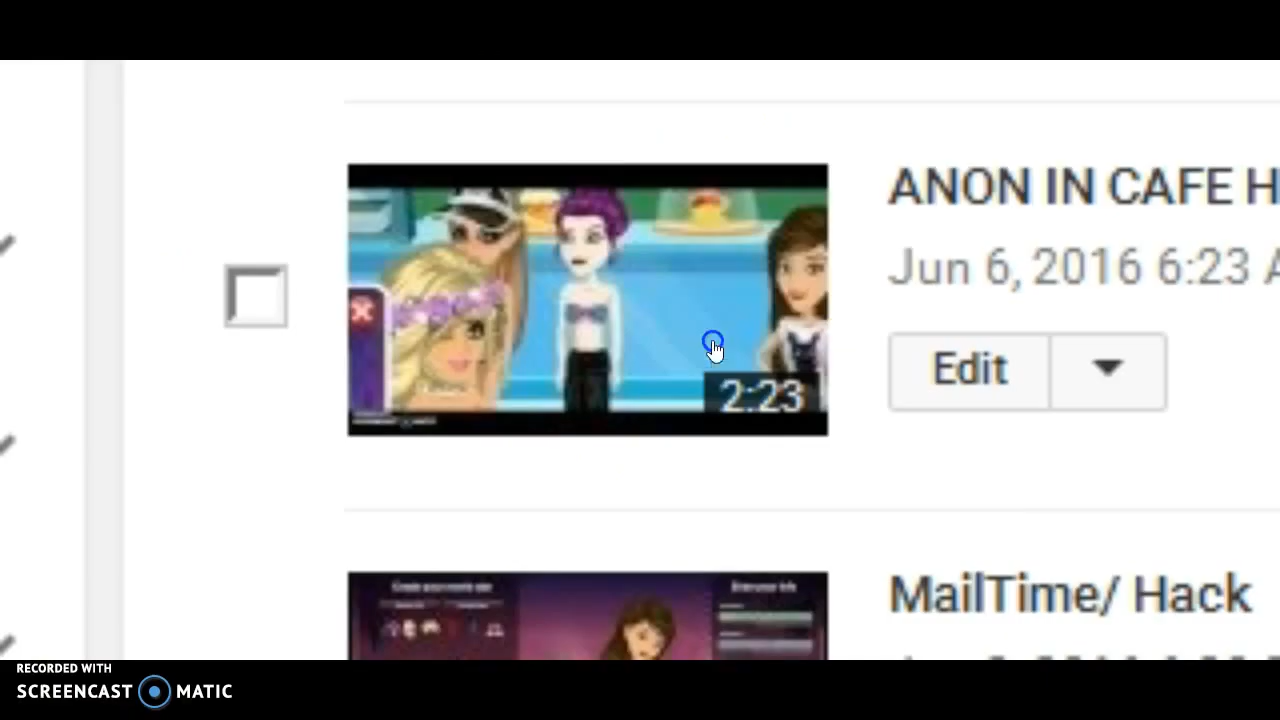 ANON IN CAFE H
Jun 6, 2016 6:23 A
Edit
2:23
MailTime/ Hack
RECORDED WITH
SCREENCAST MATIC